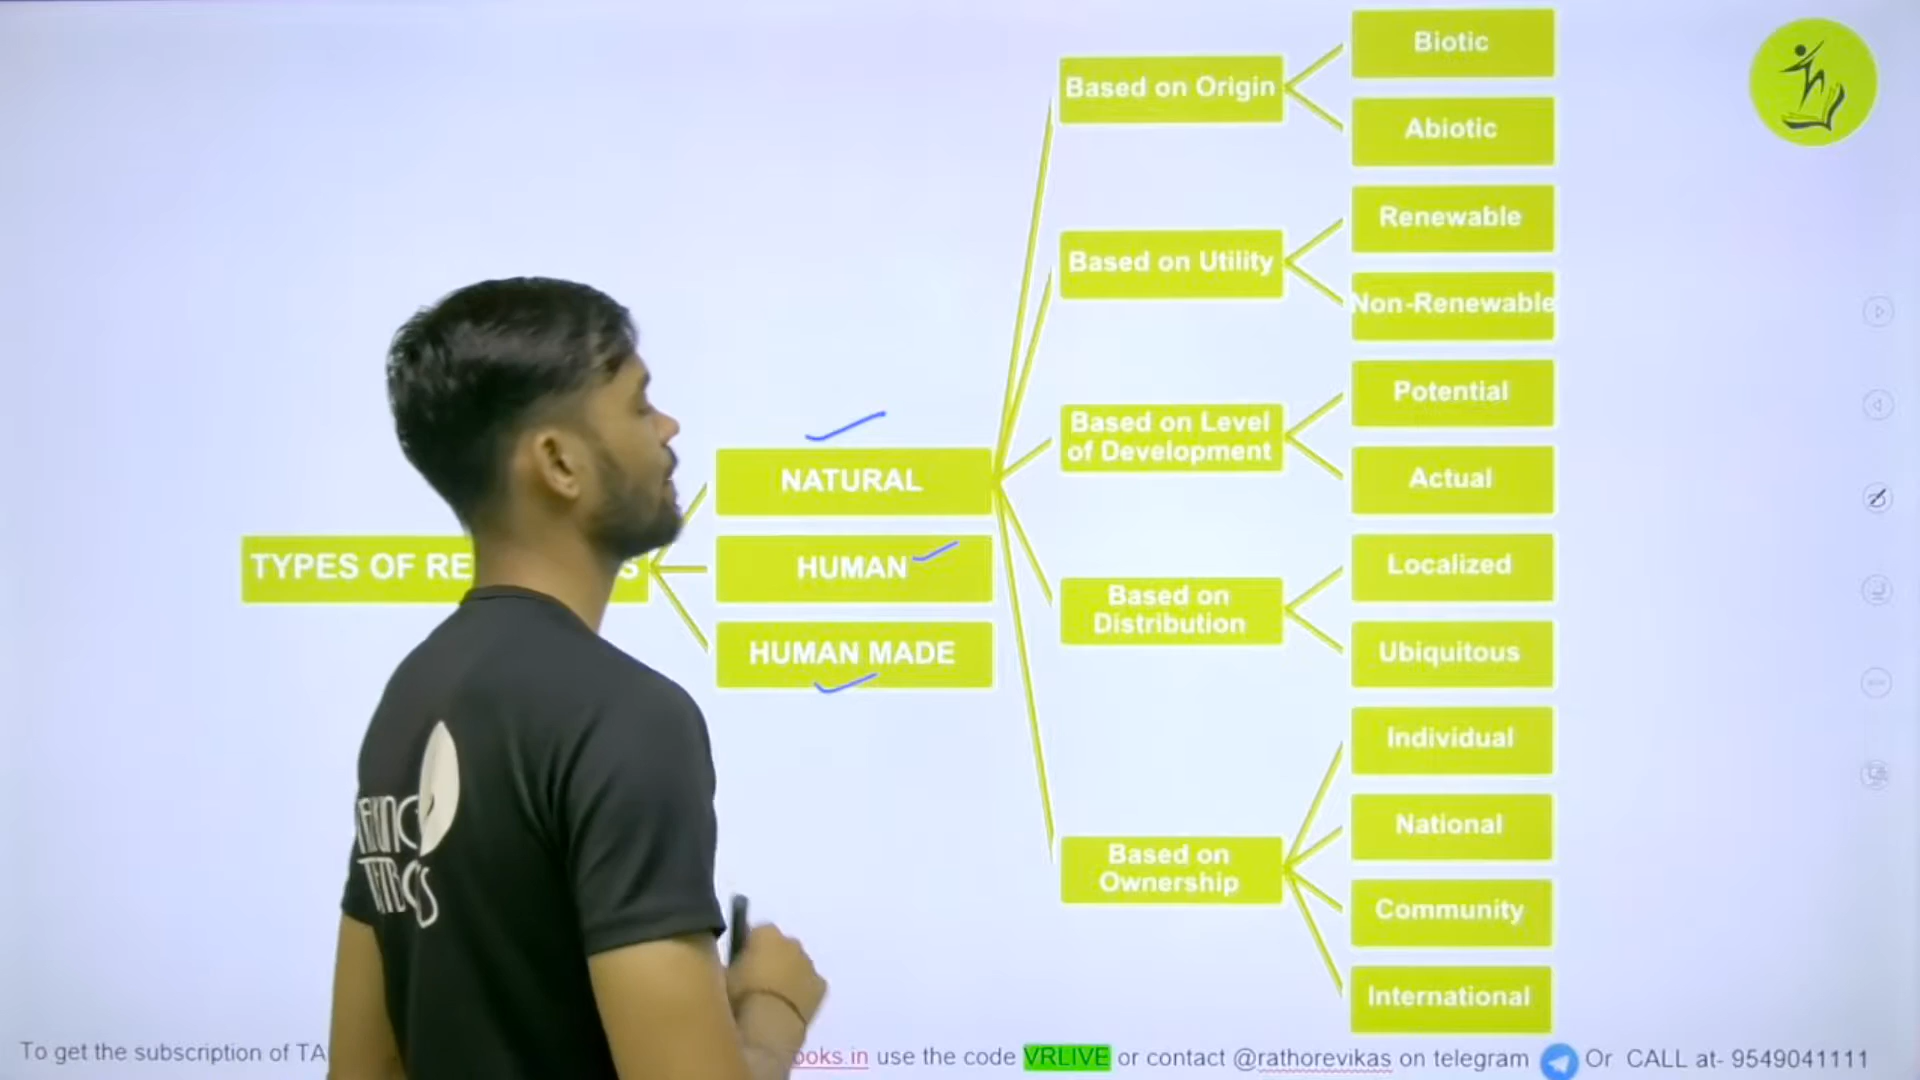 Biotic
Based on Origin
Abiotic
Renewable
Based on Utility
Non-Renewable
Potential
Based on Level
of Development
Actual
NATURAL
TYPES OF RE S
HUMAN
HUMAN MADE
Localized
Based on
Distribution
Ubiquitous
Individual
National
Based on
Ownership
Community
International
To get the subscription of TA ooks.in use the code VRLIVE or contact @rathorevikas on telegram Or CALL at- 9549041111